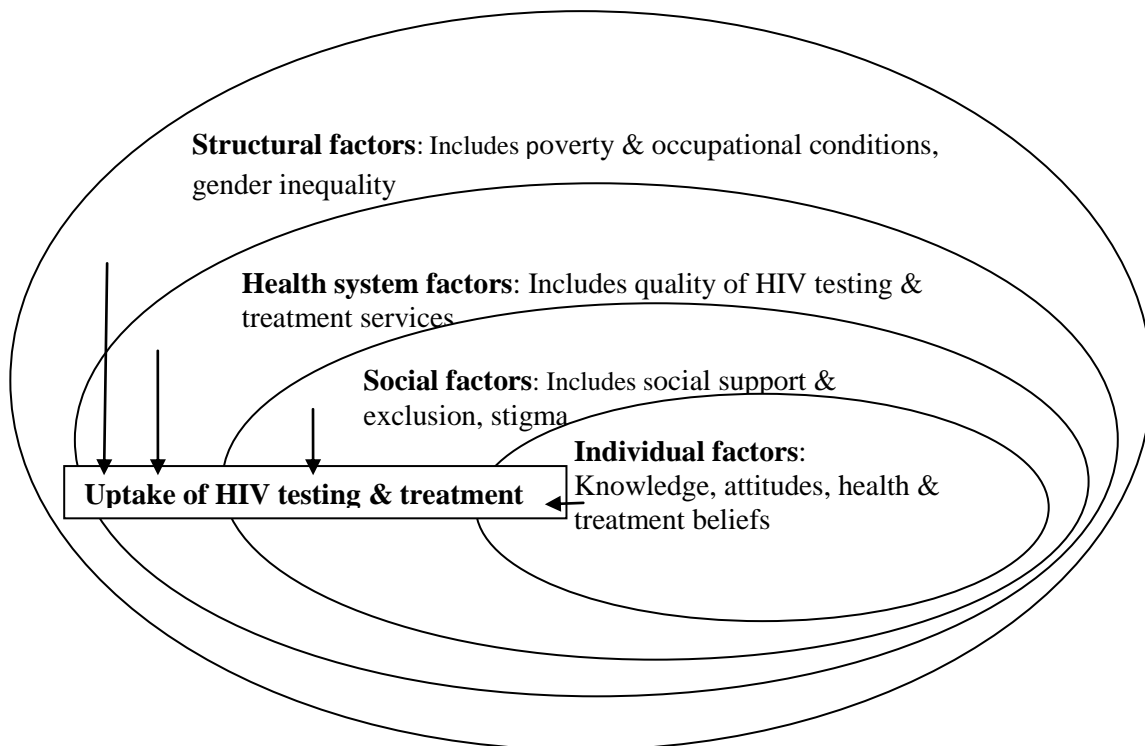 Structural factors: Includes poverty & occupational conditions,
gender inequality
Health system factors: Includes quality of HIV testing &
treatment services
Social factors: Includes social support &
exclusion, stigma
Individual factors:
Knowledge, attitudes, health &
treatment beliefs
Uptake of HIV testing & treatment